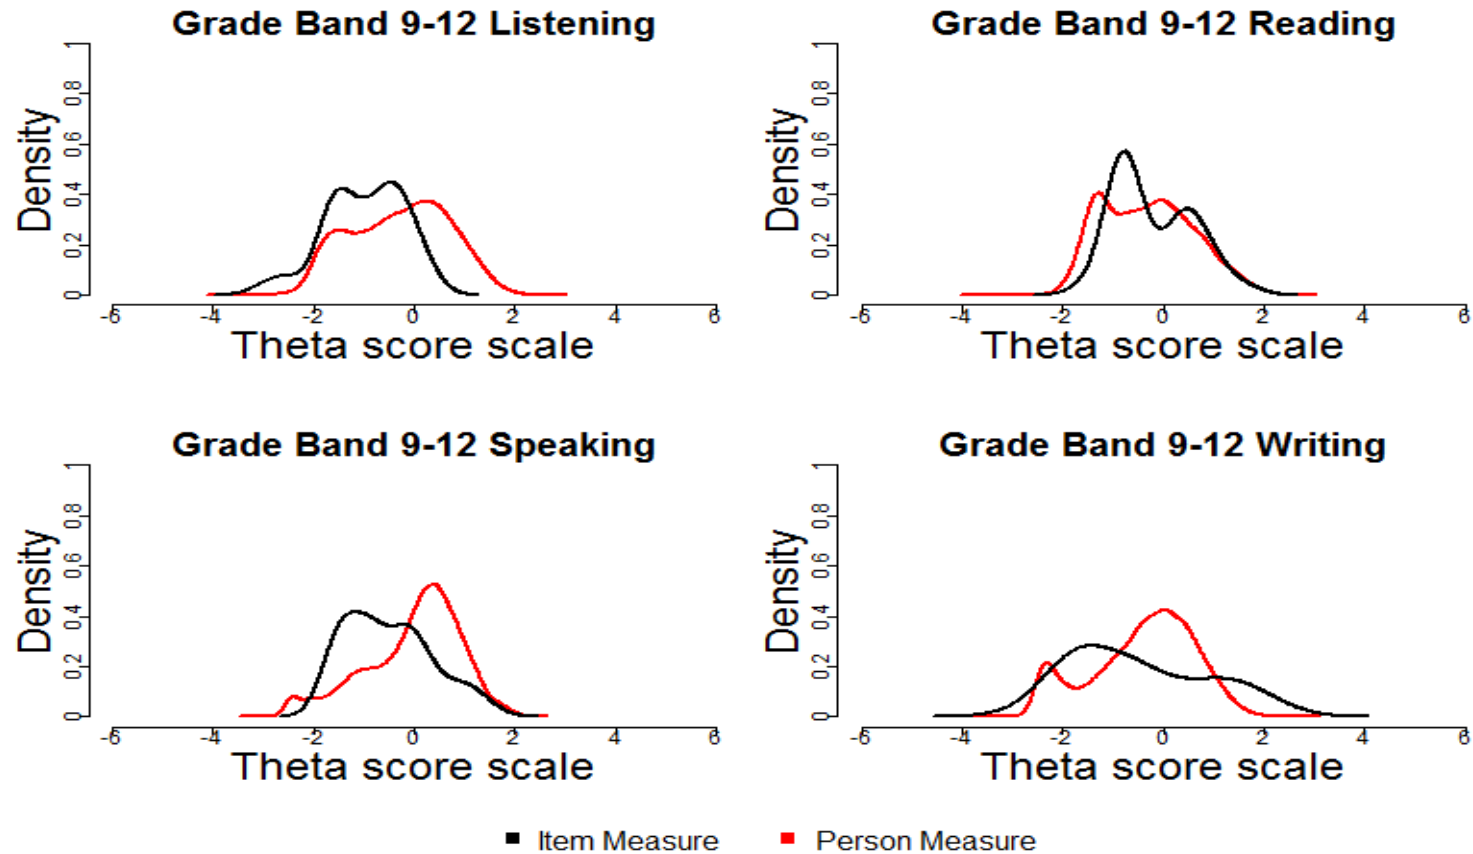 Grade Band 9-12 Listening
Density
0 0.2 0.4 0.6 0.8 1
-6 -4 -2 0 2 4 6
Theta score scale
Grade Band 9-12 Reading
Density
0 0.2 0.4 0.6 0.8 1
-6 -4 -2 0 2 4 6
Theta score scale
Grade Band 9-12 Speaking
Density
0 0.2 0.4 0.6 0.8 1
-6 -4 -2 0 2 4 6
Theta score scale
Grade Band 9-12 Writing
Density
0 0.2 0.4 0.6 0.8 1
-6 -4 -2 0 2 4 6
Theta score scale
Item Measure
Person Measure